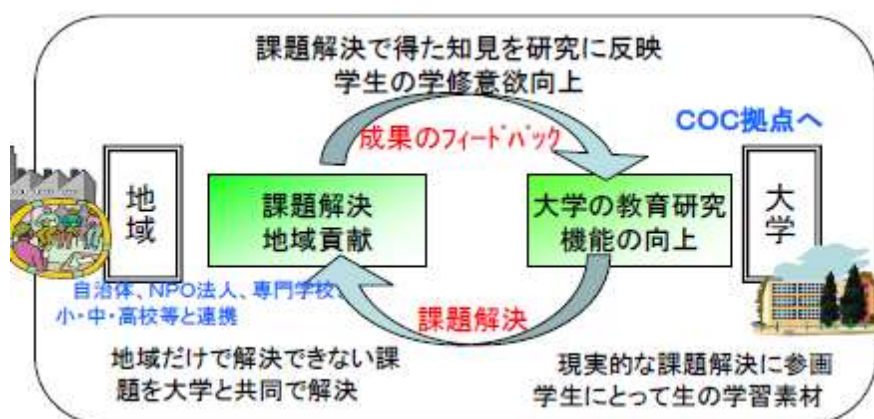 課題解決で得た知見を研究に反映
学生の学修意欲向上
成果のフィードバック
COC拠点へ
地域
課題解決
地域貢献
大学の教育研究
機能の向上
大学
自治体、NPO法人、専門学校、
小・中・高校等と連携
課題解決
地域だけで解決できない課
題を大学と共同で解決
現実的な課題解決に参画
学生にとって生の学習素材